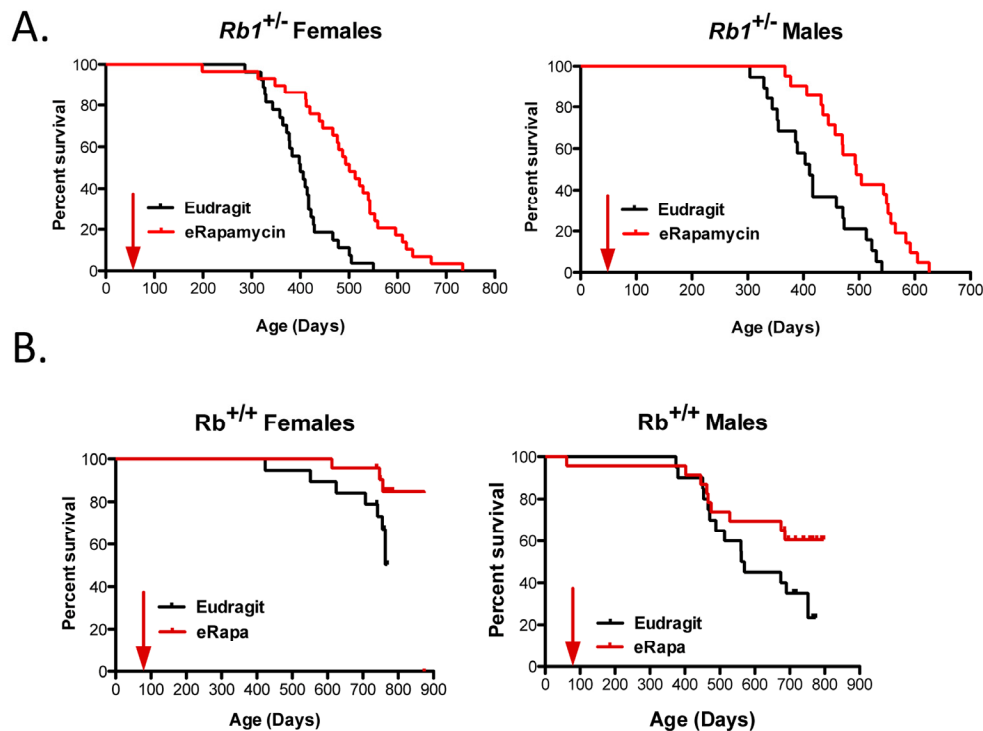 A.
Rb1+/- Females
Percent survival
100
80
60
40
20
0
Eudragit
eRapamycin
0 100 200 300 400 500 600 700 800
Age (Days)
Rb1+/- Males
Percent survival
100
80
60
40
20
0
Eudragit
eRapamycin
0 100 200 300 400 500 600 700
Age (Days)
B.
Rb+/+ Females
Percent survival
100
80
60
40
20
0
Eudragit
eRapa
0 100 200 300 400 500 600 700 800 900
Age (Days)
Rb+/+ Males
Percent survival
100
80
60
40
20
0
Eudragit
eRapa
0 100 200 300 400 500 600 700 800 900
Age (Days)